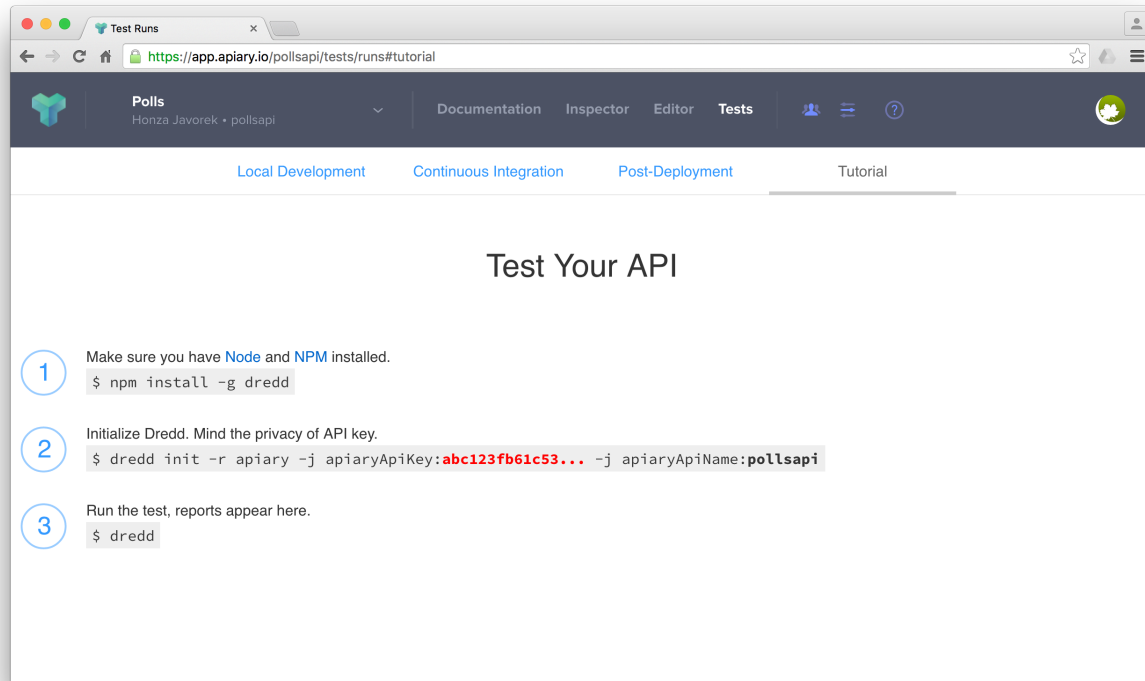 Test Runs
https://app.apiary.io/pollsapi/tests/runs#tutorial
Polls
Honza Javorek • pollsapi
Documentation Inspector Editor Tests ?
Local Development Continuous Integration Post-Deployment Tutorial
Test Your API
1
Make sure you have Node and NPM installed.
$ npm install -g dredd
2
Initialize Dredd. Mind the privacy of API key.
$ dredd init -r apiary -j apiaryApiKey:abc123fb61c53... -j apiaryApiName:pollsapi
3
Run the test, reports appear here.
$ dredd